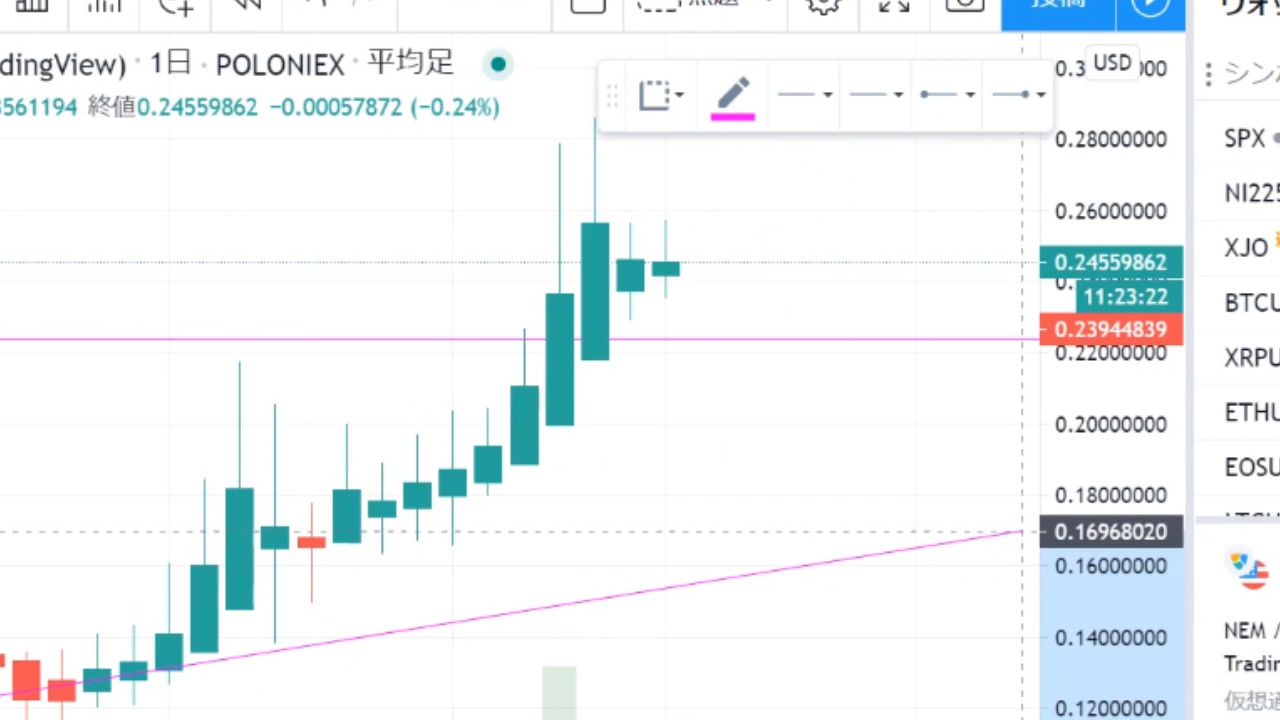 USD
dingView) · 1日 · POLONIEX · 平均足
3561194 終値0.24559862 −0.00057872 (−0.24%)
0.28000000
0.26000000
0.24559862
11:23:22
0.23944839
0.22000000
0.20000000
0.18000000
0.16968020
0.16000000
0.14000000
0.12000000
SPX
NI225
XJO
BTCU
XRPU
ETHU
EOSU
NEM /
Tradin
仮想通